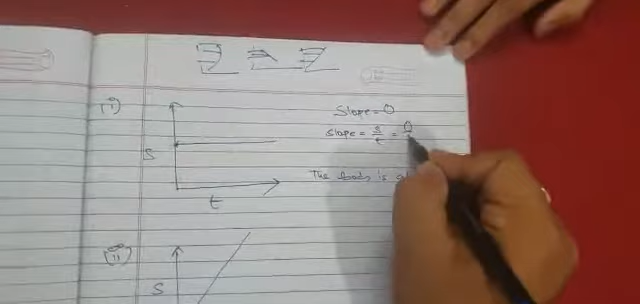 (i)
Slope = 0
S
Slope = s/t = 0
The body is
t
(ii)
S